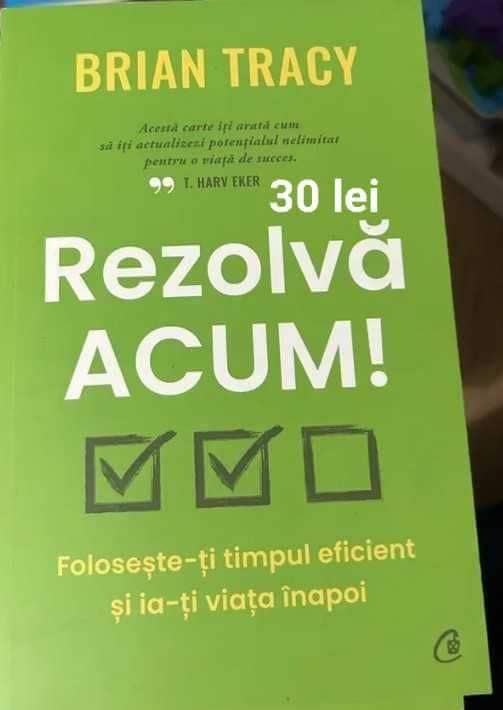 BRIAN TRACY
Acestă carte îți arată cum
să îți actualizezi potențialul nelimitat
pentru o viață de succes.
T. HARV EKER
30 lei
Rezolvă
ACUM!
Folosește-ți timpul eficient
și ia-ți viața înapoi